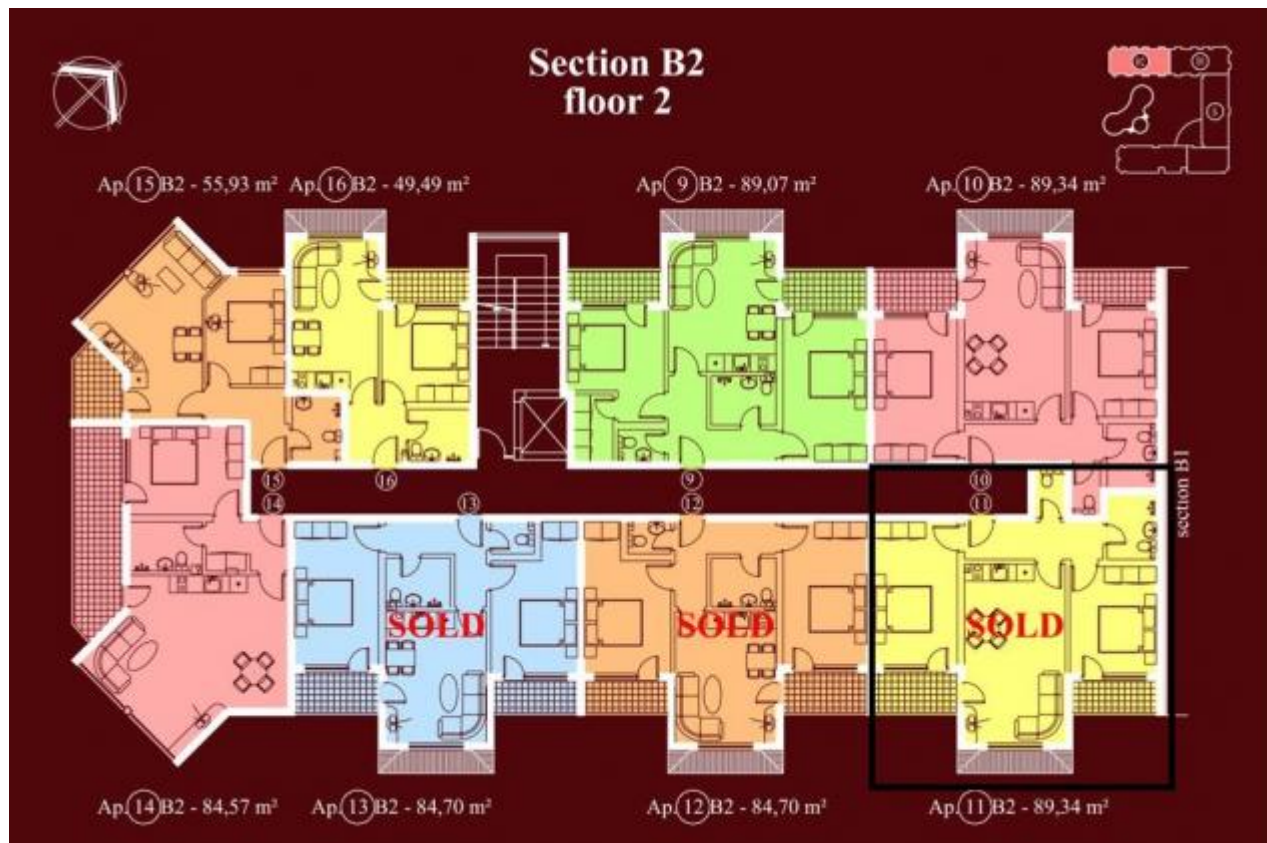 Section B2
floor 2
Ap. 15 B2 - 55,93 m²
Ap. 16 B2 - 49,49 m²
Ap. 9 B2 - 89,07 m²
Ap. 10 B2 - 89,34 m²
15
16
9
10
14
13
12
11
section B1
SOLD
SOLD
SOLD
Ap. 14 B2 - 84,57 m²
Ap. 13 B2 - 84,70 m²
Ap. 12 B2 - 84,70 m²
Ap. 11 B2 - 89,34 m²